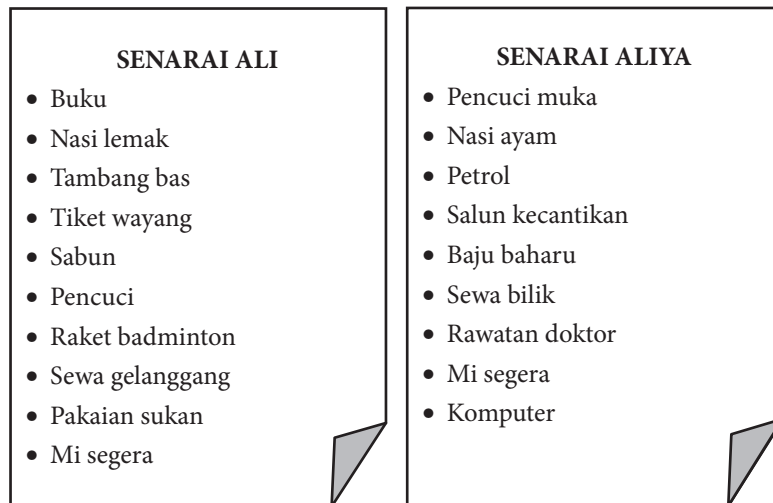 SENARAI ALI
• Buku
• Nasi lemak
• Tambang bas
• Tiket wayang
• Sabun
• Pencuci
• Raket badminton
• Sewa gelanggang
• Pakaian sukan
• Mi segera
SENARAI ALIYA
• Pencuci muka
• Nasi ayam
• Petrol
• Salun kecantikan
• Baju baharu
• Sewa bilik
• Rawatan doktor
• Mi segera
• Komputer